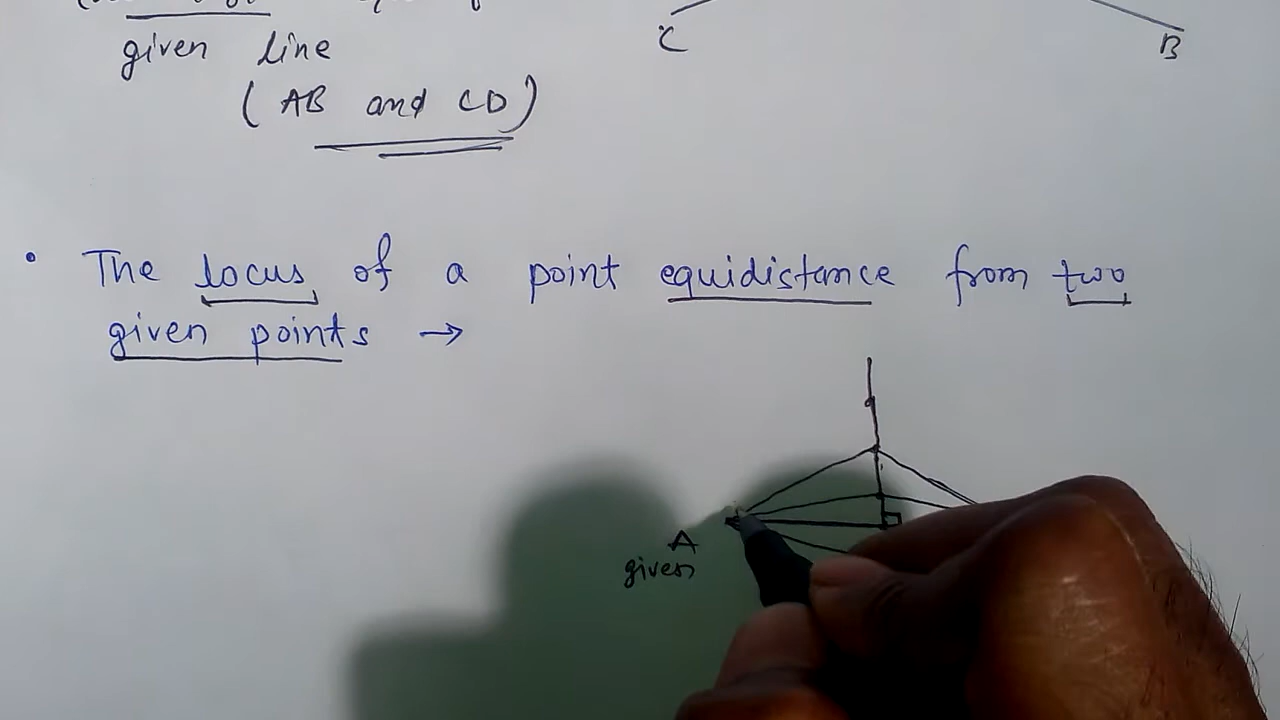 given line
C
B
(AB and CD)
• The locus of a point equidistance from two
given points →
A
given